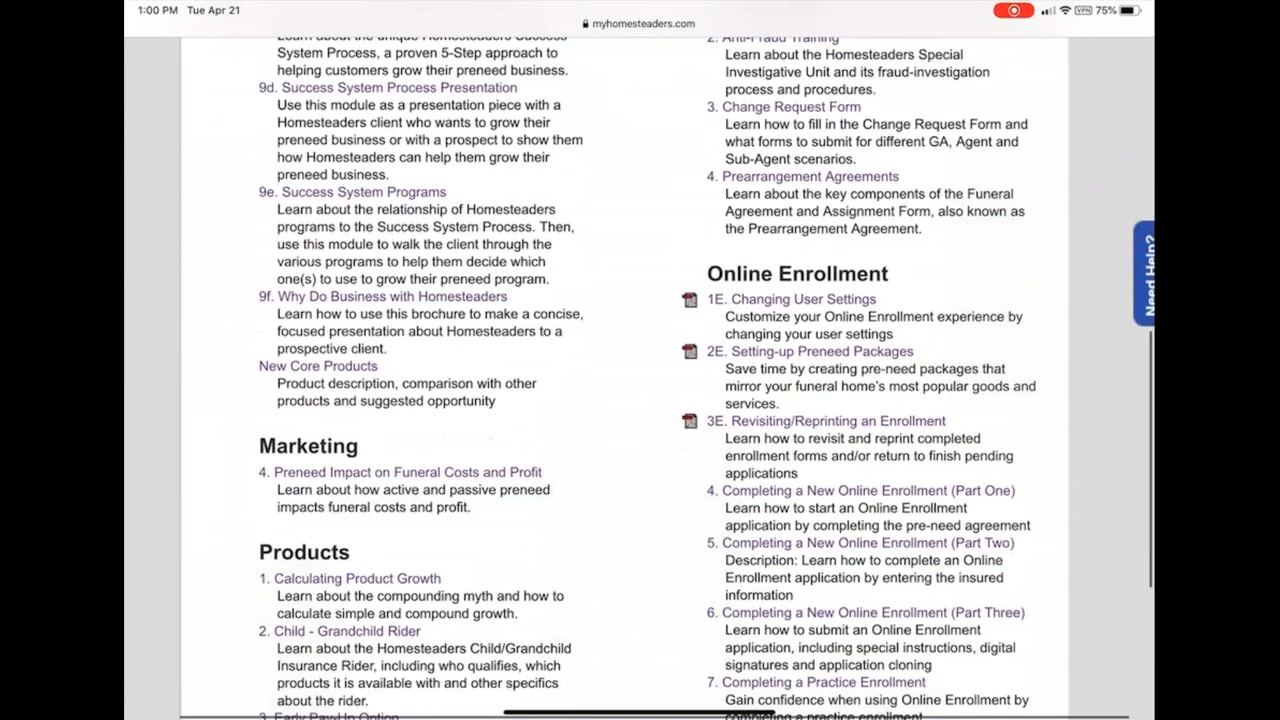 1:00 PM Tue Apr 21
VPN 75%
myhomesteaders.com
Learn about the unique Homesteaders Success
System Process, a proven 5-Step approach to
helping customers grow their preneed business.
9d. Success System Process Presentation
Use this module as a presentation piece with a
Homesteaders client who wants to grow their
preneed business or with a prospect to show them
how Homesteaders can help them grow their
preneed business.
9e. Success System Programs
Learn about the relationship of Homesteaders
programs to the Success System Process. Then,
use this module to walk the client through the
various programs to help them decide which
one(s) to use to grow their preneed program.
9f. Why Do Business with Homesteaders
Learn how to use this brochure to make a concise,
focused presentation about Homesteaders to a
prospective client.
New Core Products
Product description, comparison with other
products and suggested opportunity
Marketing
4. Preneed Impact on Funeral Costs and Profit
Learn about how active and passive preneed
impacts funeral costs and profit.
Products
1. Calculating Product Growth
Learn about the compounding myth and how to
calculate simple and compound growth.
2. Child - Grandchild Rider
Learn about the Homesteaders Child/Grandchild
Insurance Rider, including who qualifies, which
products it is available with and other specifics
about the rider.
3. Early Pay-Up Option
2. Anti-Fraud Training
Learn about the Homesteaders Special
Investigative Unit and its fraud-investigation
process and procedures.
3. Change Request Form
Learn how to fill in the Change Request Form and
what forms to submit for different GA, Agent and
Sub-Agent scenarios.
4. Prearrangement Agreements
Learn about the key components of the Funeral
Agreement and Assignment Form, also known as
the Prearrangement Agreement.
Online Enrollment
1E. Changing User Settings
Customize your Online Enrollment experience by
changing your user settings
2E. Setting-up Preneed Packages
Save time by creating pre-need packages that
mirror your funeral home's most popular goods and
services.
3E. Revisiting/Reprinting an Enrollment
Learn how to revisit and reprint completed
enrollment forms and/or return to finish pending
applications
4. Completing a New Online Enrollment (Part One)
Learn how to start an Online Enrollment
application by completing the pre-need agreement
5. Completing a New Online Enrollment (Part Two)
Description: Learn how to complete an Online
Enrollment application by entering the insured
information
6. Completing a New Online Enrollment (Part Three)
Learn how to submit an Online Enrollment
application, including special instructions, digital
signatures and application cloning
7. Completing a Practice Enrollment
Gain confidence when using Online Enrollment by
completing a practice enrollment
Need Help?